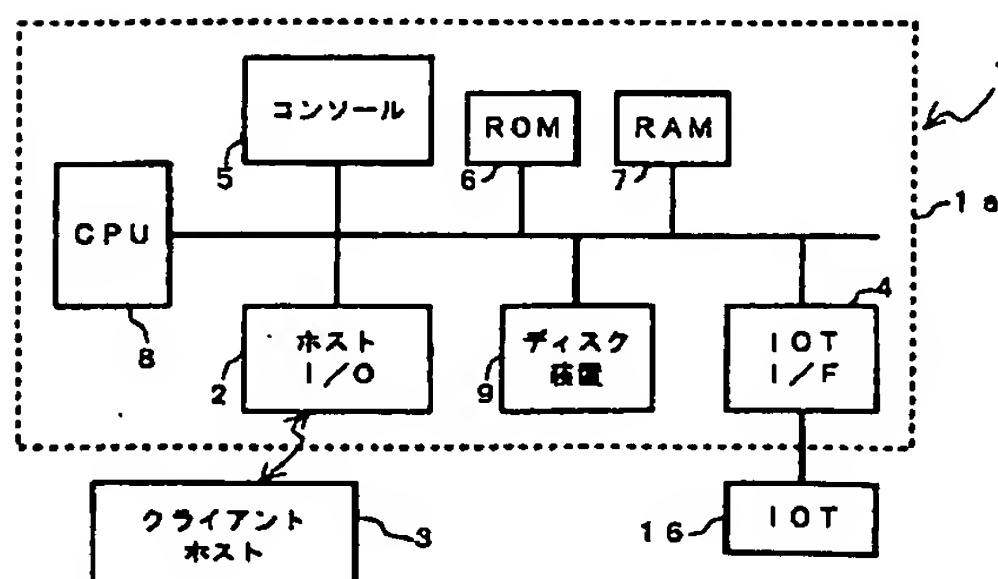 コンソール
5
ROM
6
RAM
7
1a
CPU
8
ホスト
I/O
2
ディスク
装置
9
4
IOT
I/F
クライアント
ホスト
3
16
IOT